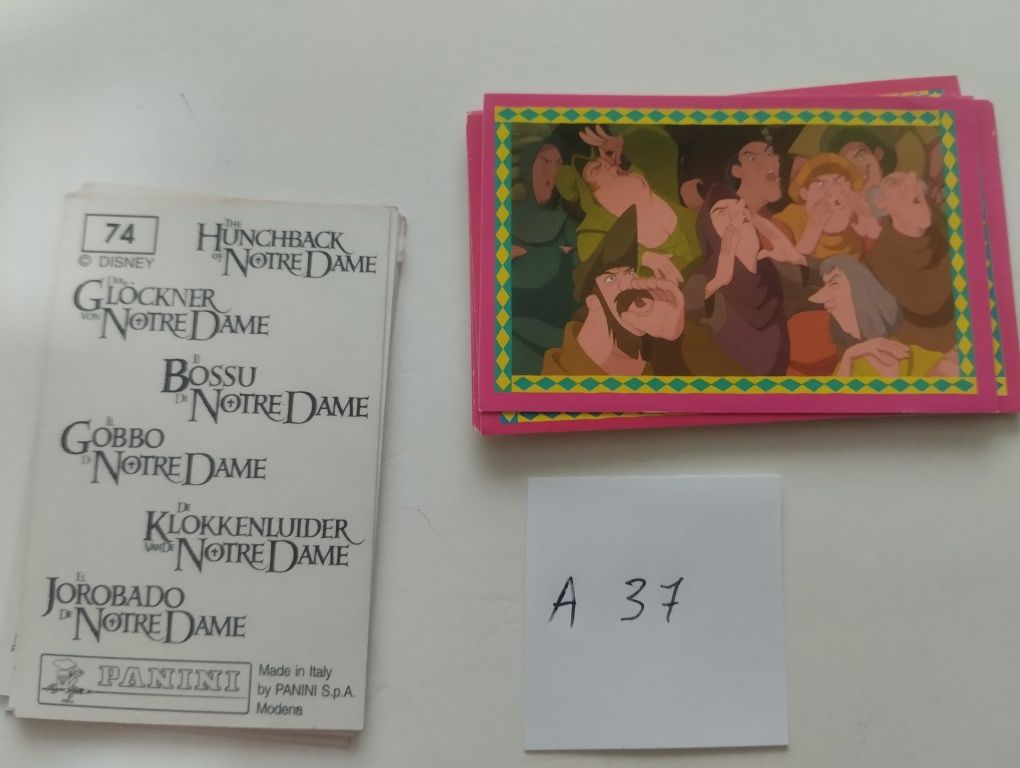 74
© DISNEY
THE
HUNCHBACK
OF NOTRE DAME
DER
GLÖCKNER
VON NOTRE DAME
LE
BOSSU
DE NOTRE DAME
IL
GOBBO
DI NOTRE DAME
DE
KLOKKENLUIDER
VAN DE NOTRE DAME
EL
JOROBADO
DE NOTRE DAME
PANINI
Made in Italy
by PANINI S.p.A.
Modena
A 37